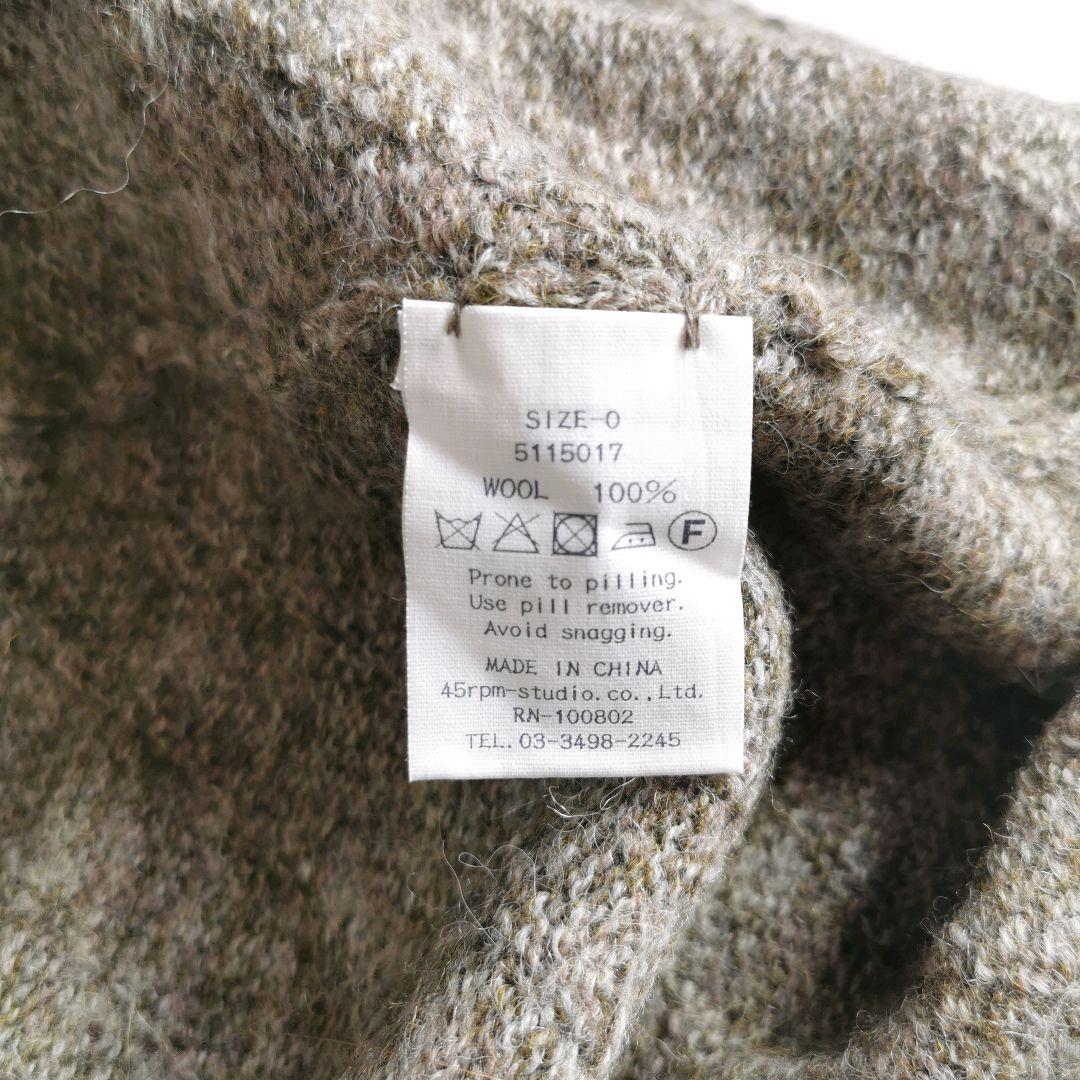 SIZE-0
5115017
WOOL 100%
F
Prone to pilling.
Use pill remover.
Avoid snagging.
MADE IN CHINA
45rpm-studio.co.,Ltd.
RN-100802
TEL.03-3498-2245